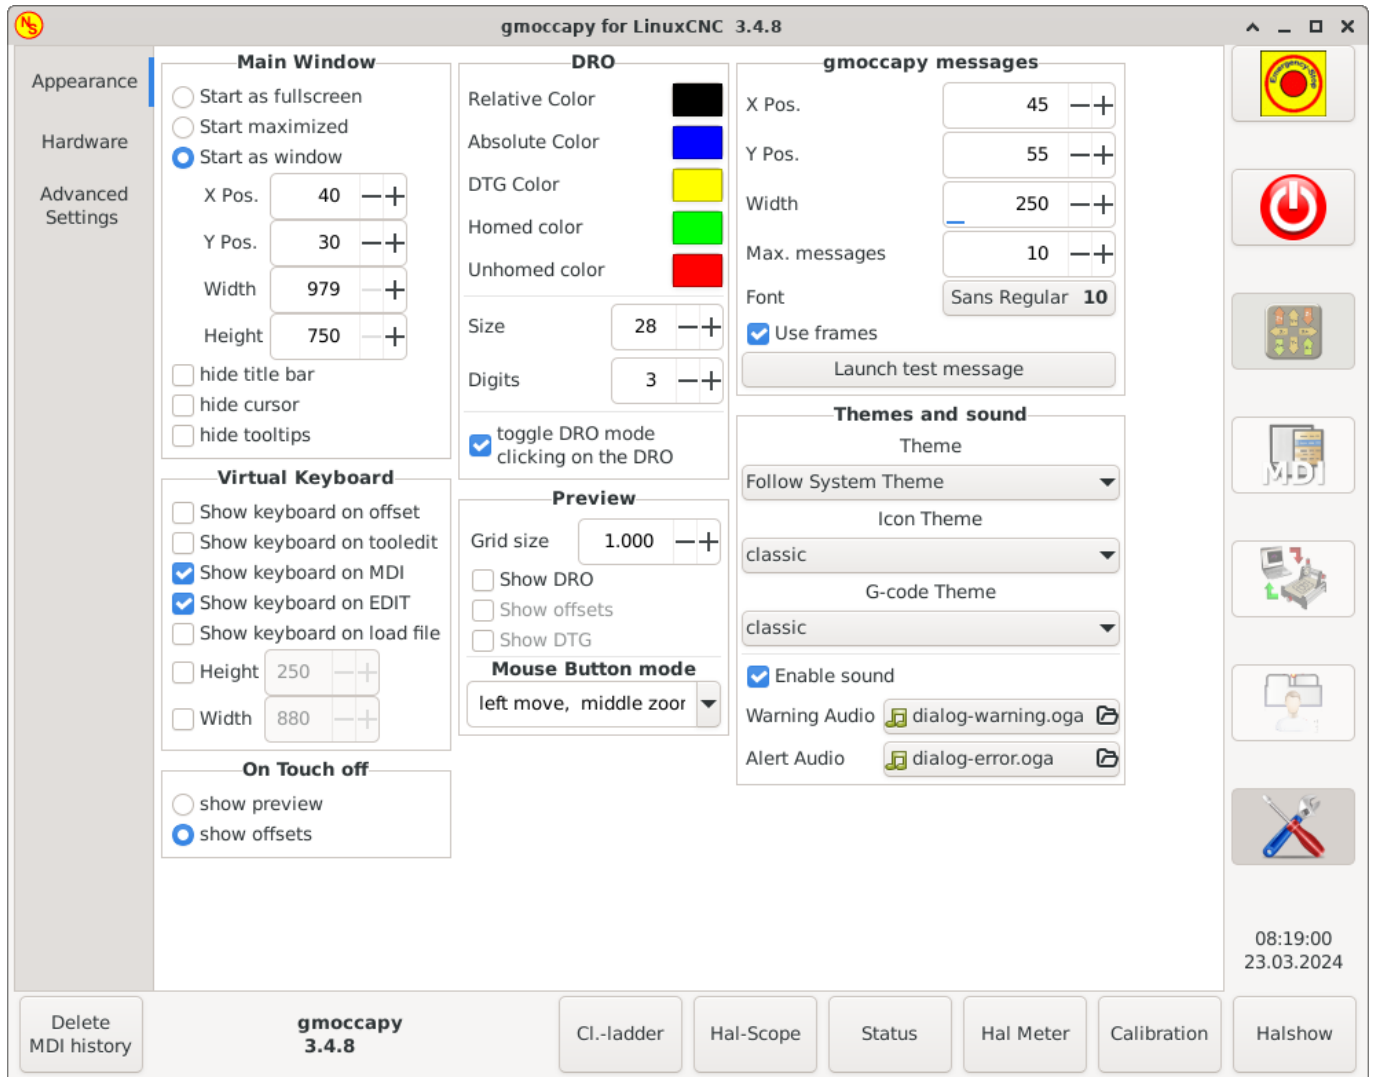 gmoccapy for LinuxCNC 3.4.8
Appearance
Hardware
Advanced
Settings
Main Window
Start as fullscreen
Start maximized
Start as window
X Pos. 40
Y Pos. 30
Width 979
Height 750
hide title bar
hide cursor
hide tooltips
Virtual Keyboard
Show keyboard on offset
Show keyboard on tooledit
Show keyboard on MDI
Show keyboard on EDIT
Show keyboard on load file
Height 250
Width 880
On Touch off
show preview
show offsets
DRO
Relative Color
Absolute Color
DTG Color
Homed color
Unhomed color
Size 28
Digits 3
toggle DRO mode
clicking on the DRO
Preview
Grid size 1.000
Show DRO
Show offsets
Show DTG
Mouse Button mode
left move, middle zoor
gmoccapy messages
X Pos. 45
Y Pos. 55
Width 250
Max. messages 10
Font Sans Regular 10
Use frames
Launch test message
Themes and sound
Theme
Follow System Theme
Icon Theme
classic
G-code Theme
classic
Enable sound
Warning Audio dialog-warning.oga
Alert Audio dialog-error.oga
Emergency-Stop
MDI
08:19:00
23.03.2024
Delete
MDI history
gmoccapy
3.4.8
Cl.-ladder
Hal-Scope
Status
Hal Meter
Calibration
Halshow
NS